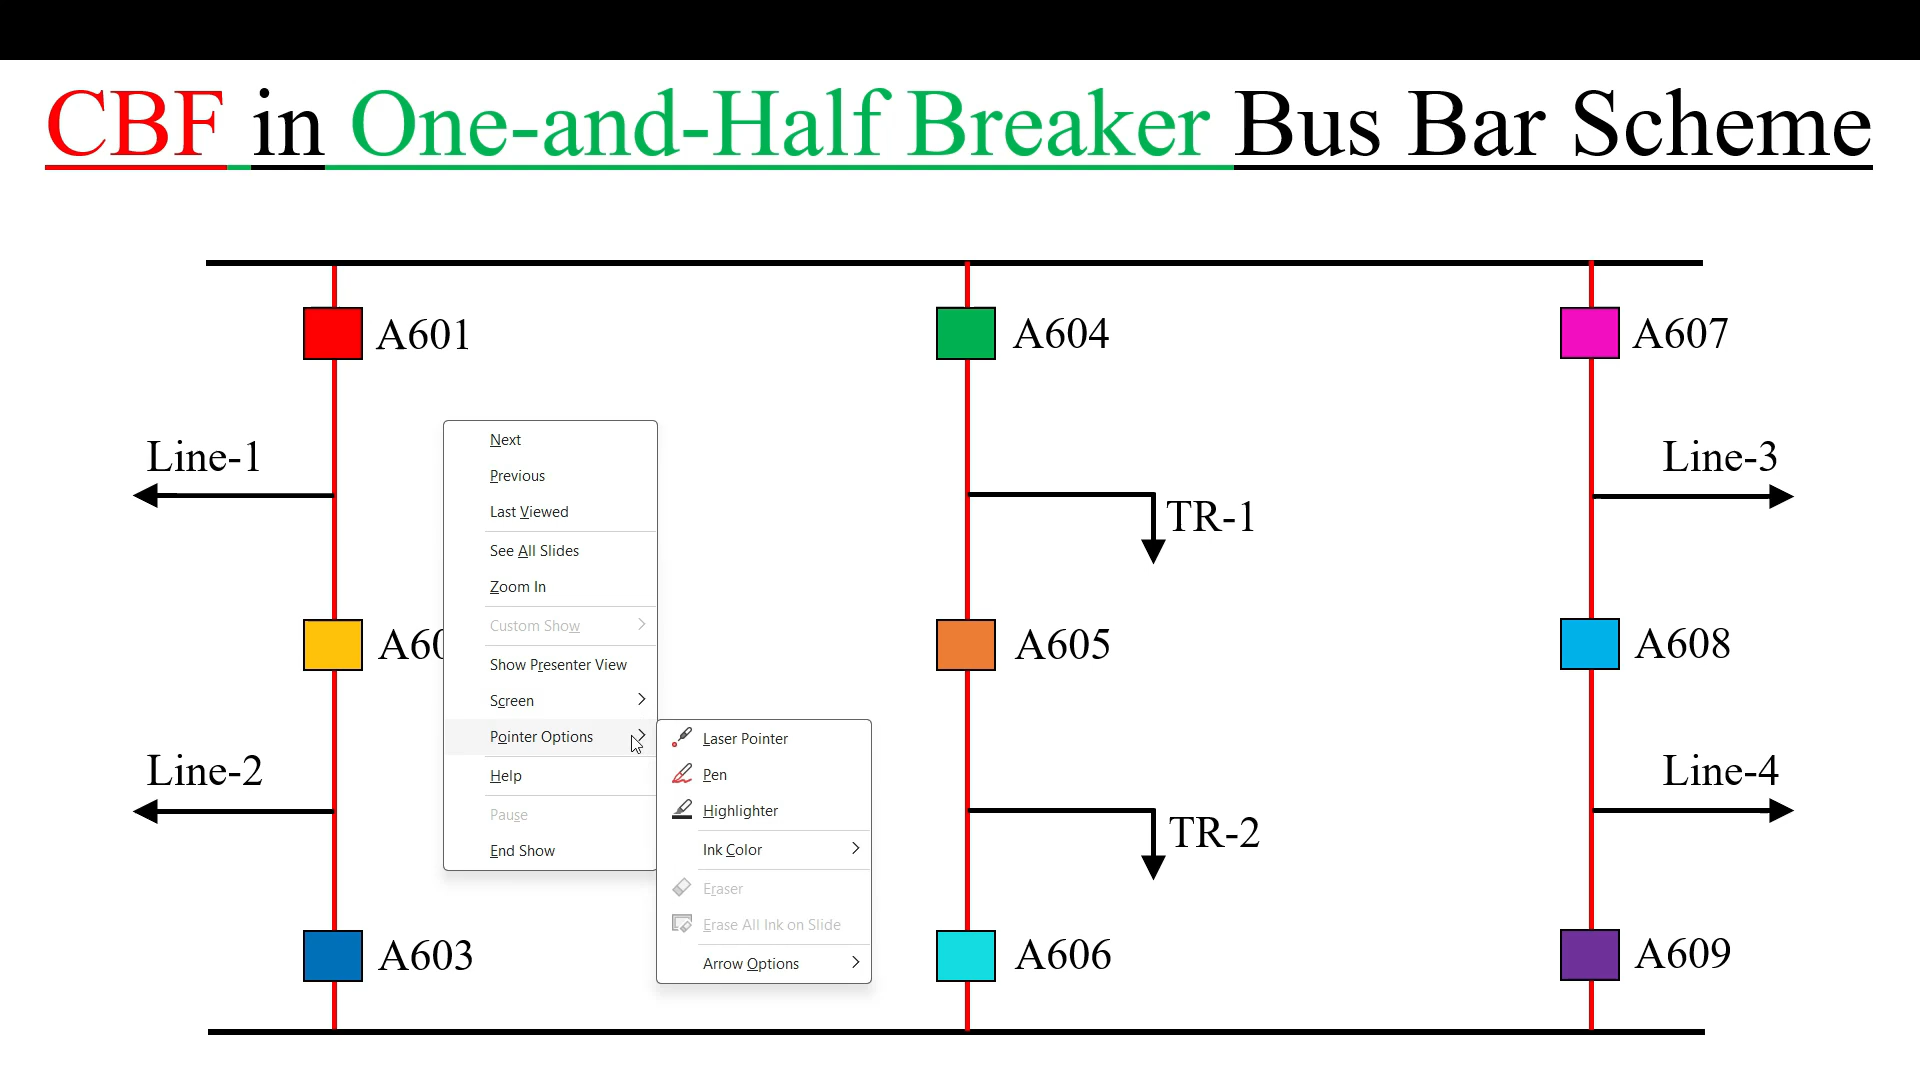 CBF in One-and-Half Breaker Bus Bar Scheme
A601
A604
A607
Line-1
Line-3
TR-1
Next
Previous
Last Viewed
See All Slides
Zoom In
Custom Show
Show Presenter View
Screen
Pointer Options
Help
Pause
End Show
A60
A605
A608
Laser Pointer
Pen
Highlighter
Ink Color
Eraser
Erase All Ink on Slide
Arrow Options
Line-2
Line-4
TR-2
A603
A606
A609